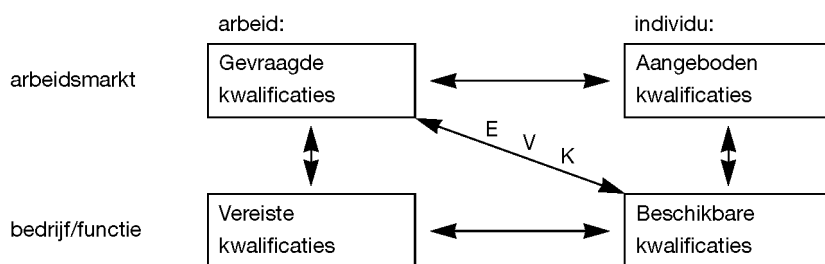 arbeid:
individu:
arbeidsmarkt
Gevraagde
kwalificaties
Aangeboden
kwalificaties
E
V
K
bedrijf/functie
Vereiste
kwalificaties
Beschikbare
kwalificaties